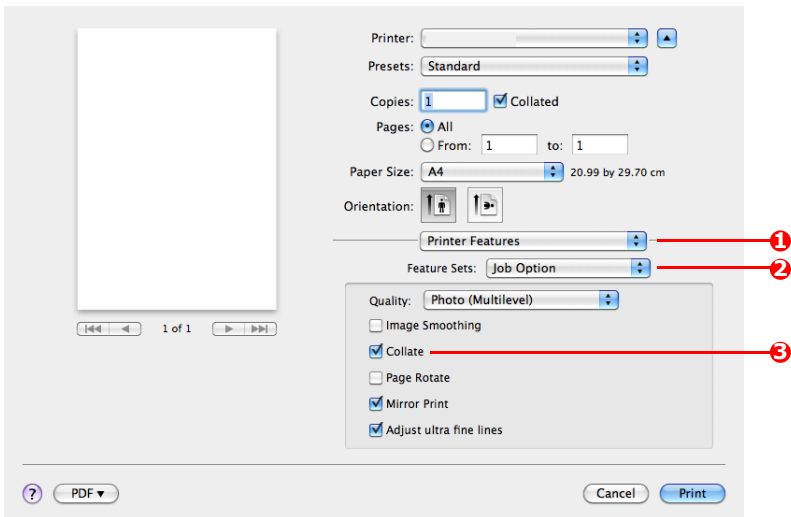 Printer:
Presets: Standard
Copies: 1 Collated
Pages: All
From: 1 to: 1
Paper Size: A4 20.99 by 29.70 cm
Orientation:
Printer Features 1
Feature Sets: Job Option 2
Quality: Photo (Multilevel)
1 of 1
Image Smoothing
Collate 3
Page Rotate
Mirror Print
Adjust ultra fine lines
? PDF▼ Cancel Print